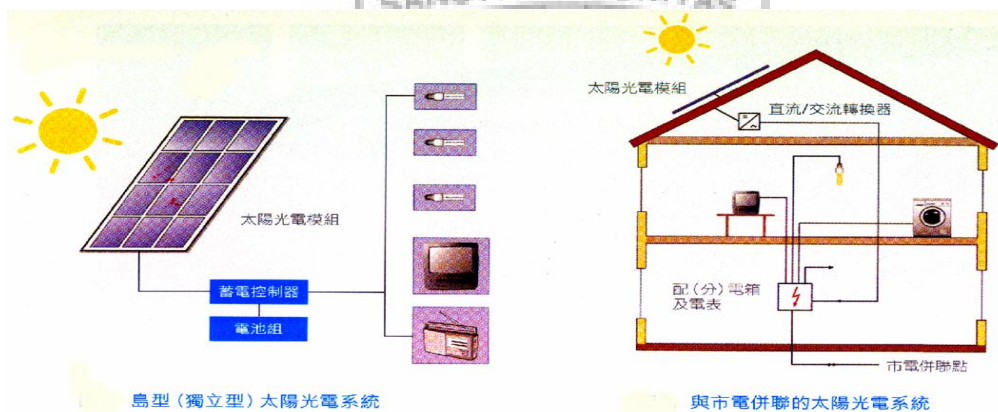 太陽光電模組
蓄電控制器
電池組
島型(獨立型)太陽光電系統
太陽光電模組
直流/交流轉換器
配(分)電箱
及電表
市電併聯點
與市電併聯的太陽光電系統